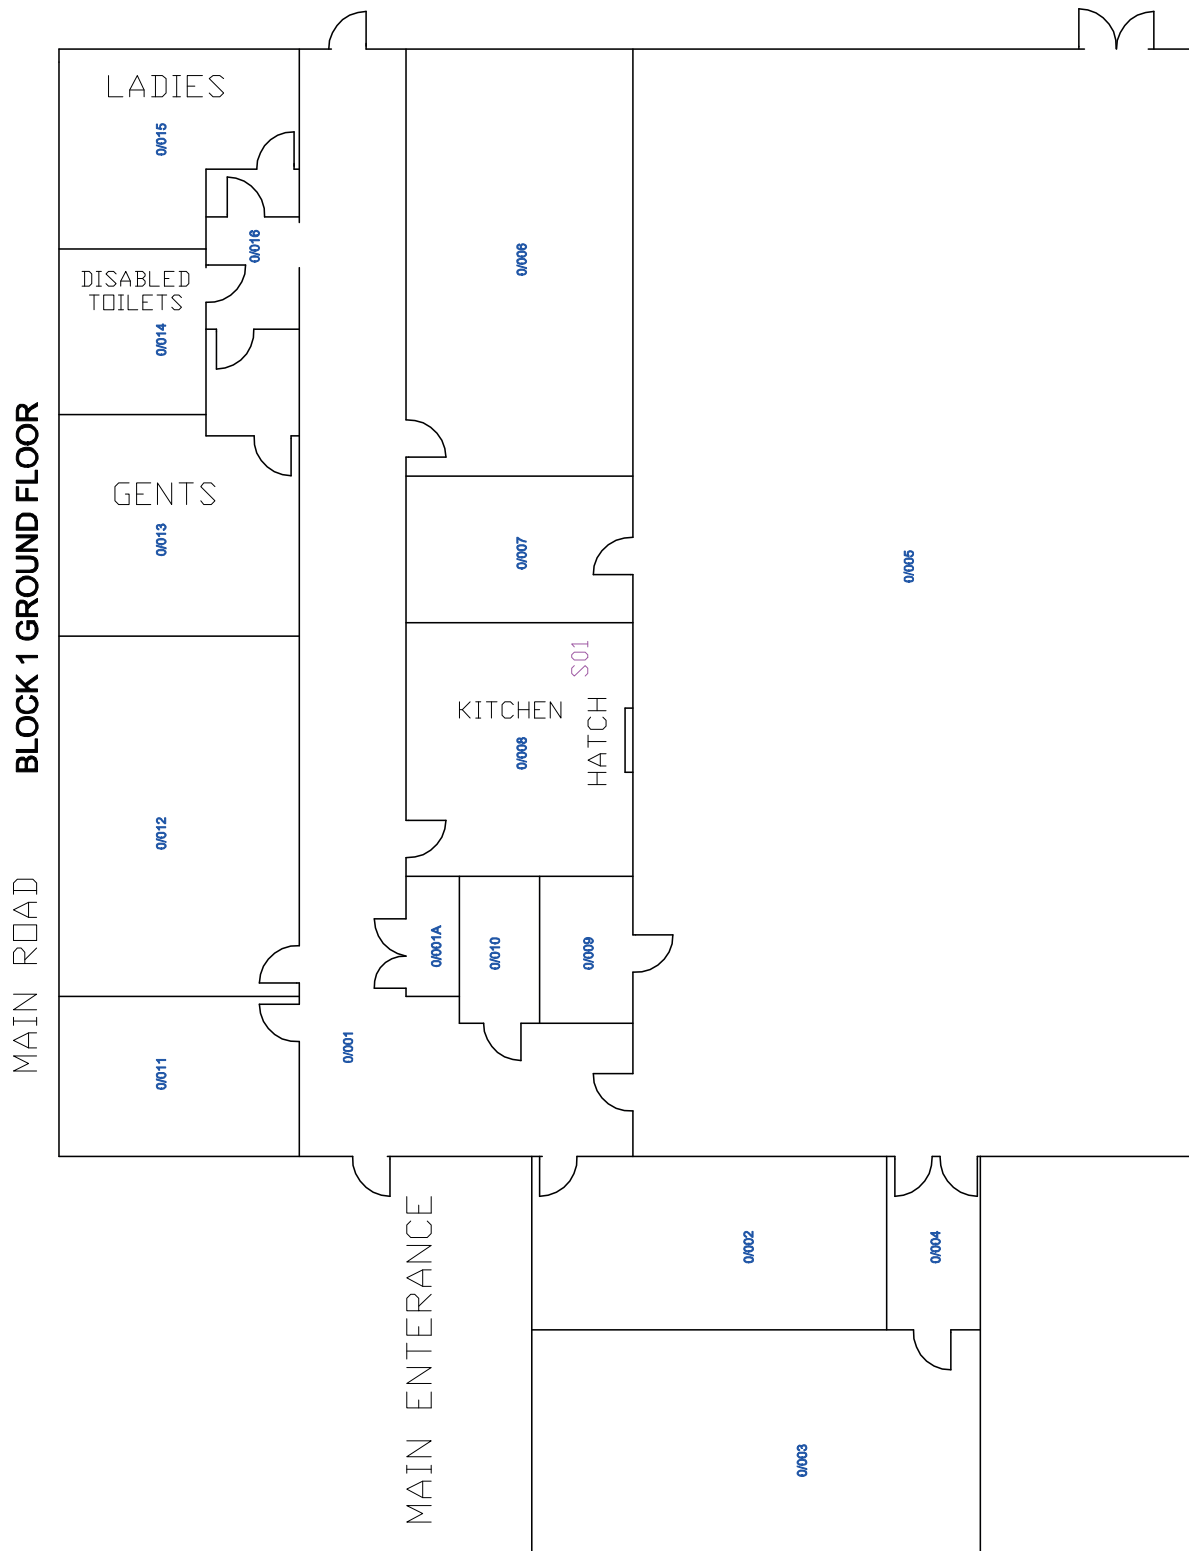 BLOCK 1 GROUND FLOOR
MAIN ROAD
LADIES
0/015
0/016
DISABLED
TOILETS
0/014
GENTS
0/013
0/012
0/011
0/001
0/006
0/007
S01
KITCHEN
HATCH
0/008
0/001A
0/010
0/009
0/005
MAIN ENTERANCE
0/002
0/004
0/003